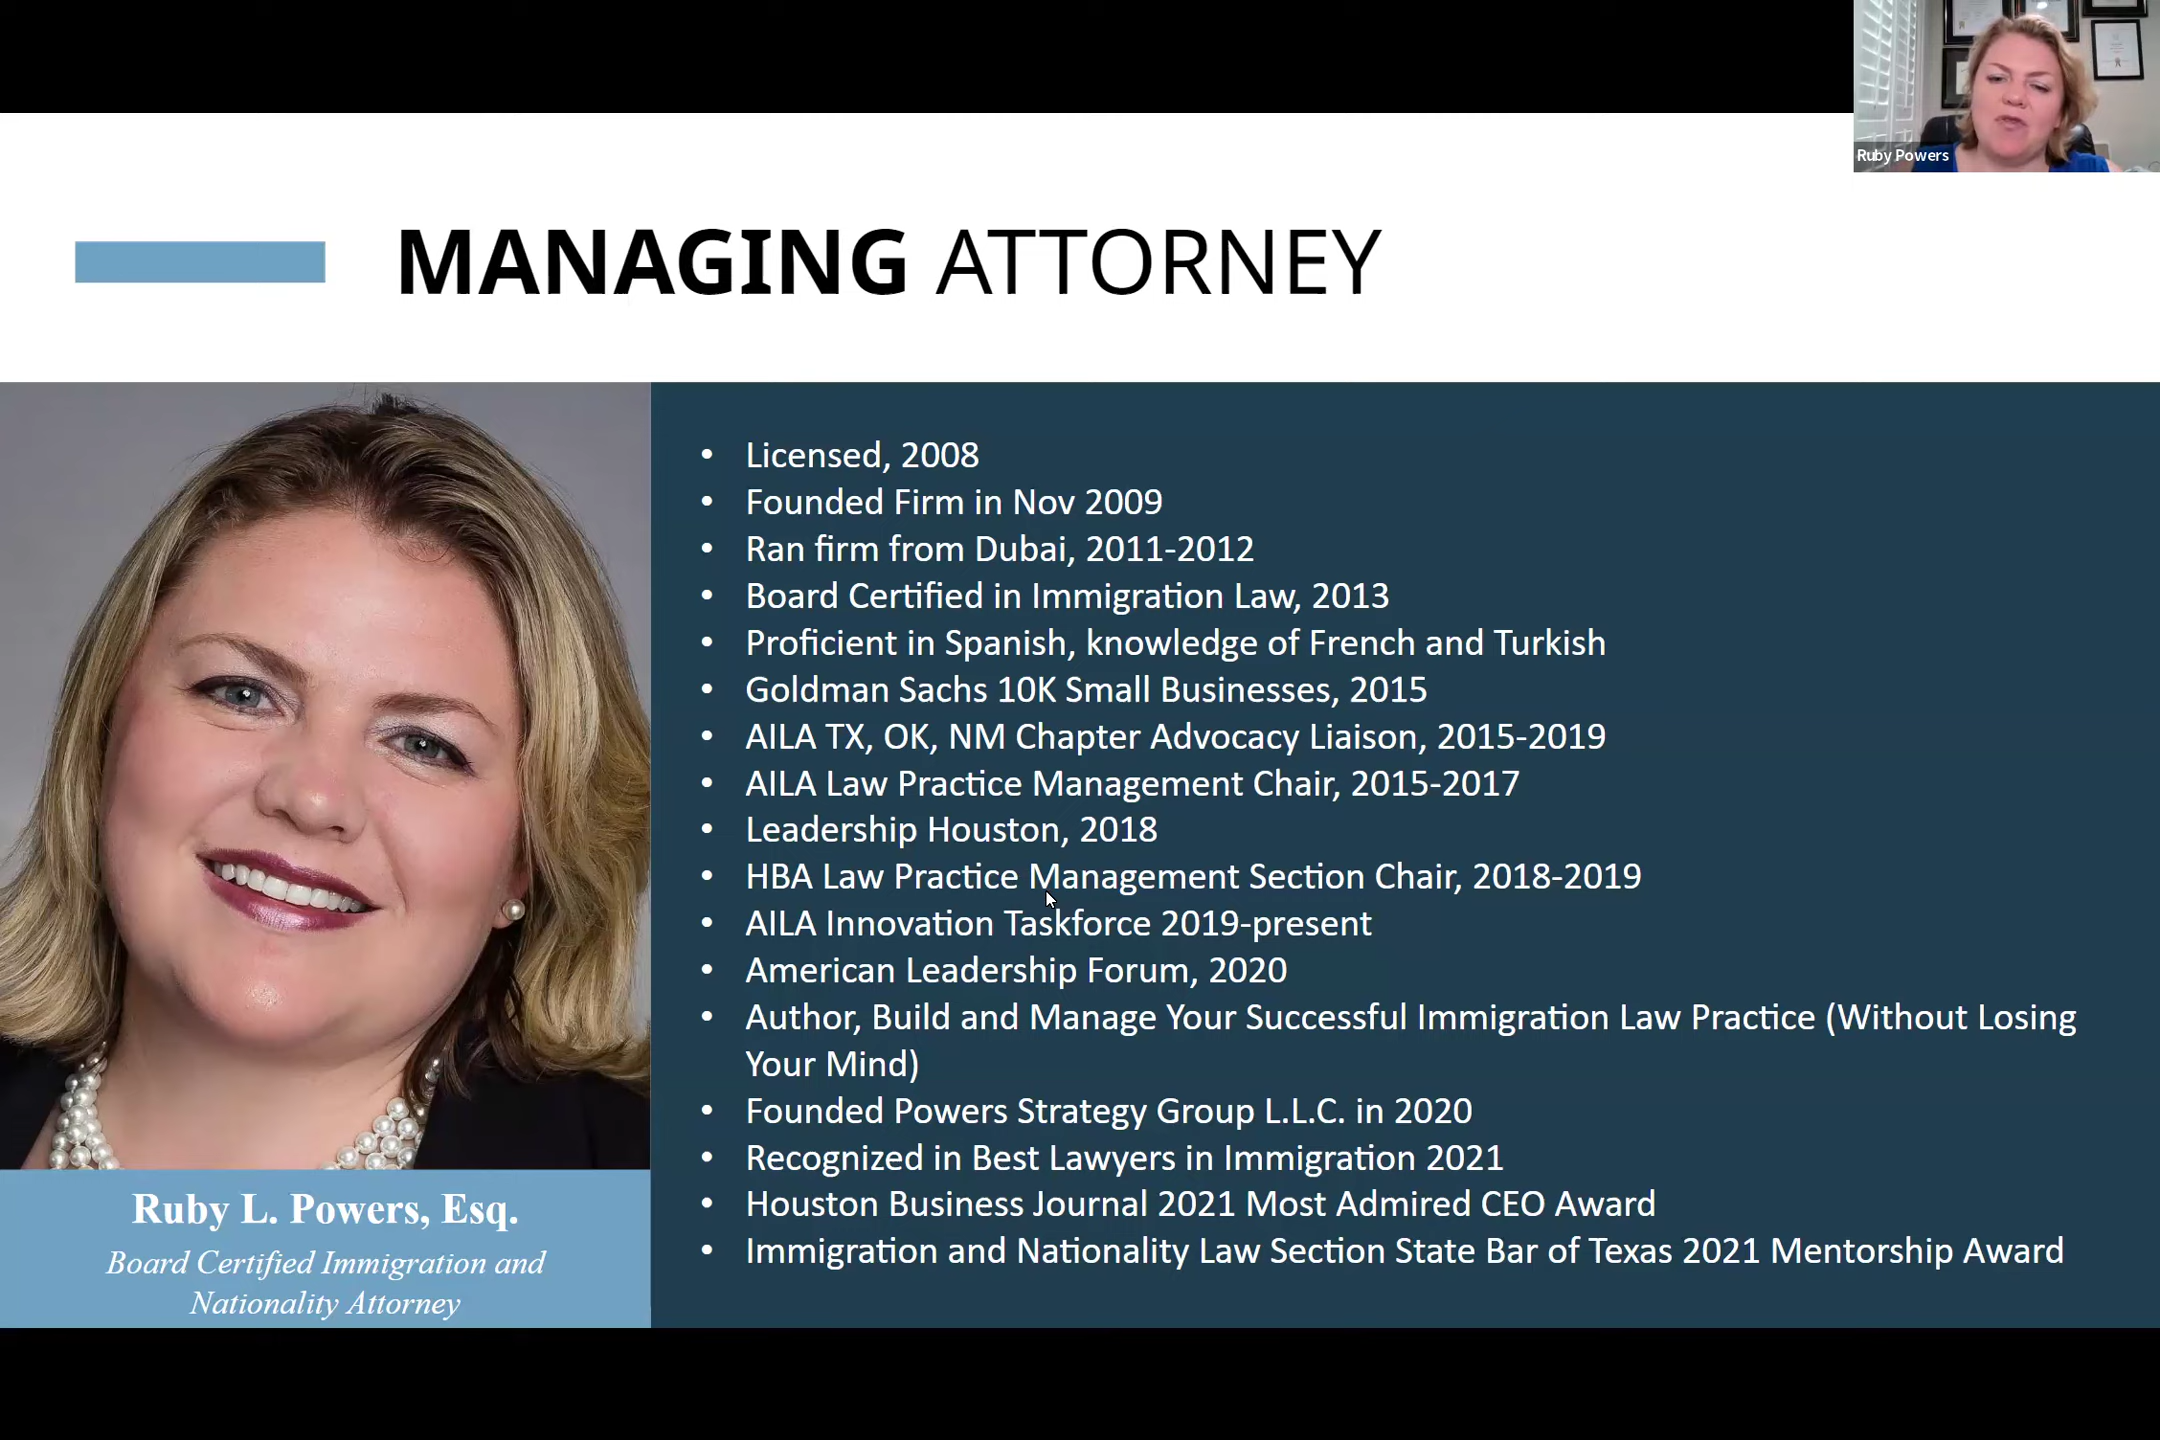 Ruby Powers
MANAGING ATTORNEY
• Licensed, 2008
• Founded Firm in Nov 2009
• Ran firm from Dubai, 2011-2012
• Board Certified in Immigration Law, 2013
• Proficient in Spanish, knowledge of French and Turkish
• Goldman Sachs 10K Small Businesses, 2015
• AILA TX, OK, NM Chapter Advocacy Liaison, 2015-2019
• AILA Law Practice Management Chair, 2015-2017
• Leadership Houston, 2018
• HBA Law Practice Management Section Chair, 2018-2019
• AILA Innovation Taskforce 2019-present
• American Leadership Forum, 2020
• Author, Build and Manage Your Successful Immigration Law Practice (Without Losing
Your Mind)
• Founded Powers Strategy Group L.L.C. in 2020
• Recognized in Best Lawyers in Immigration 2021
• Houston Business Journal 2021 Most Admired CEO Award
• Immigration and Nationality Law Section State Bar of Texas 2021 Mentorship Award
Ruby L. Powers, Esq.
Board Certified Immigration and
Nationality Attorney